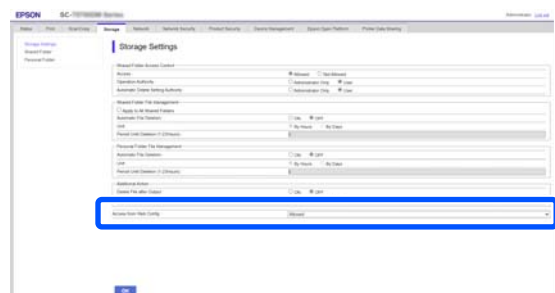 EPSON SC-
Administrator Log out
Status Print Scan/Copy Storage Network Network Security Product Security Device Management Epson Open Platform Printer Data Sharing
Storage Settings
Shared Folder
Personal Folder
Storage Settings
Shared Folder Access Control
Access Allowed Not Allowed
Operation Authority Administrator Only User
Automatic Delete Setting Authority Administrator Only User
Shared Folder File Management
Apply to All Shared Folders
Automatic File Deletion ON OFF
Unit By Hours By Days
Period Until Deletion (1-23hours)
Personal Folder File Management
Automatic File Deletion ON OFF
Unit By Hours By Days
Period Until Deletion (1-23hours)
Additional Action
Delete File after Output ON OFF
Access from Web Config Allowed
OK